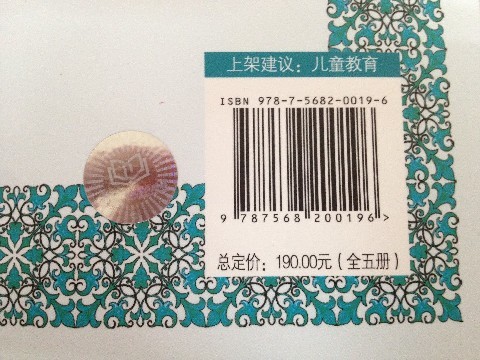 上架建议：儿童教育
ISBN 978-7-5682-0019-6
9 787568 200196>
总定价：190.00元（全五册）